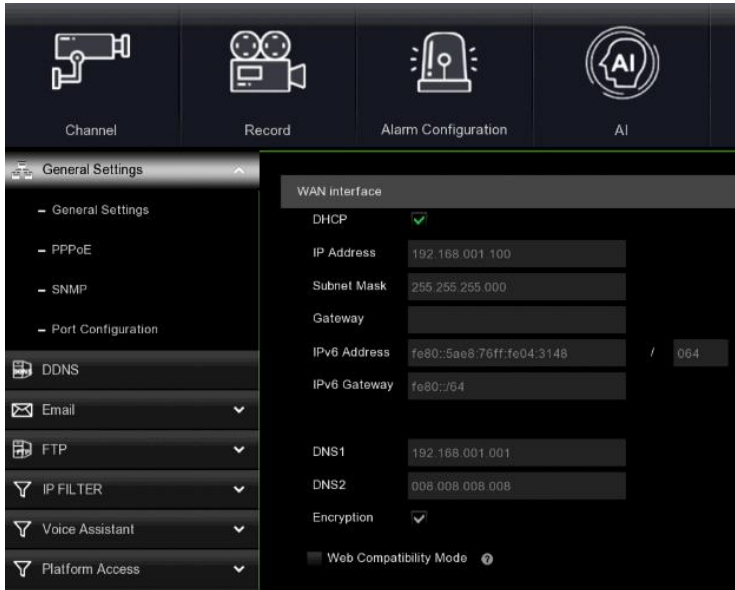 AI
Channel
Record
Alarm Configuration
AI
General Settings
– General Settings
– PPPoE
– SNMP
– Port Configuration
DDNS
Email
FTP
IP FILTER
Voice Assistant
Platform Access
WAN interface
DHCP
IP Address 192.168.001.100
Subnet Mask 255.255.255.000
Gateway
IPv6 Address fe80::5ae8:76ff:fe04:3148 / 064
IPv6 Gateway fe80::/64
DNS1 192.168.001.001
DNS2 008.008.008.008
Encryption
Web Compatibility Mode ?